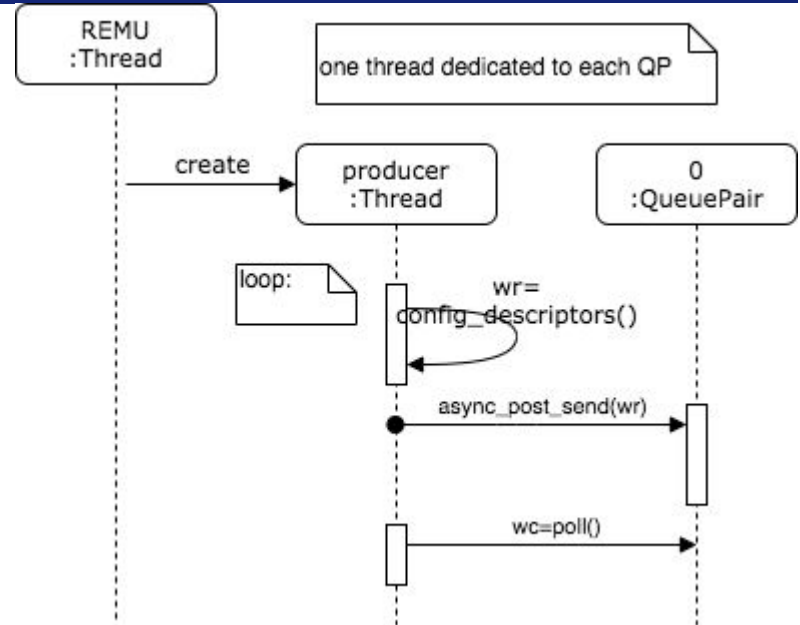 REMU
:Thread
one thread dedicated to each QP
create
producer
:Thread
0
:QueuePair
loop:
wr=
config_descriptors()
async_post_send(wr)
wc=poll()